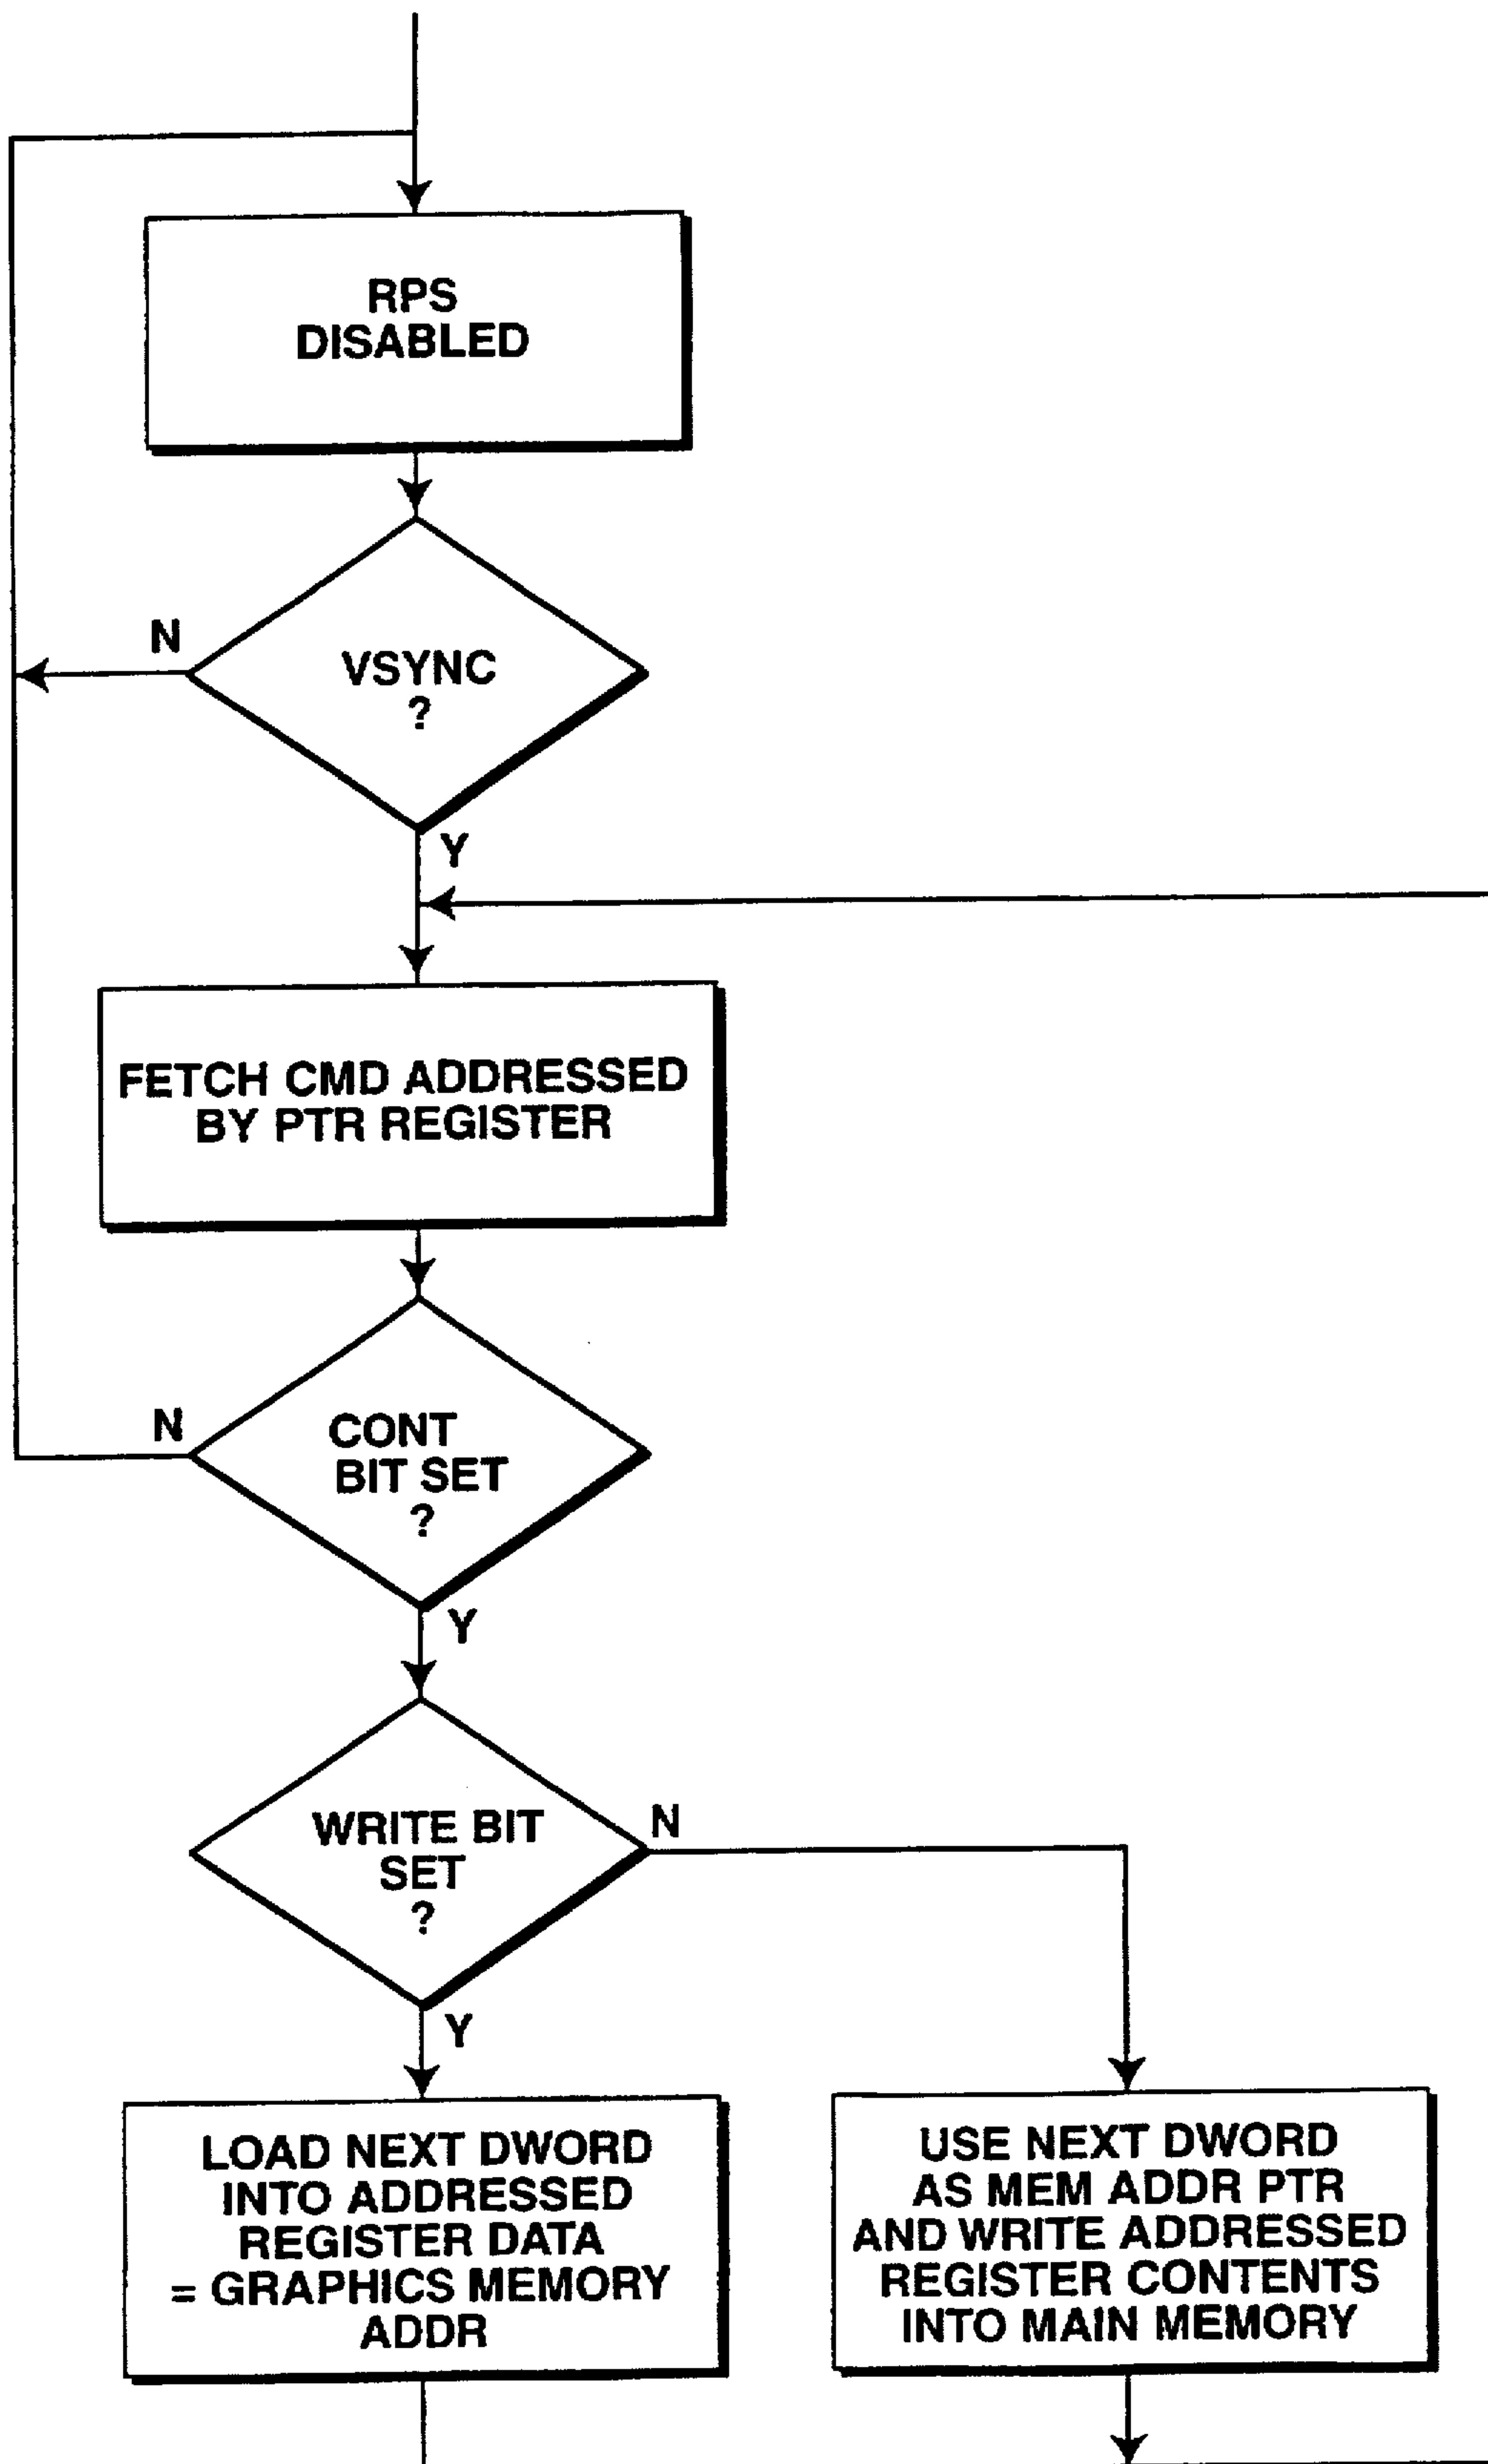 RPS
DISABLED
N
VSYNC
?
Y
FETCH CMD ADDRESSED
BY PTR REGISTER
N
CONT
BIT SET
?
Y
WRITE BIT
SET
?
N
Y
LOAD NEXT DWORD
INTO ADDRESSED
REGISTER DATA
= GRAPHICS MEMORY
ADDR
USE NEXT DWORD
AS MEM ADDR PTR
AND WRITE ADDRESSED
REGISTER CONTENTS
INTO MAIN MEMORY